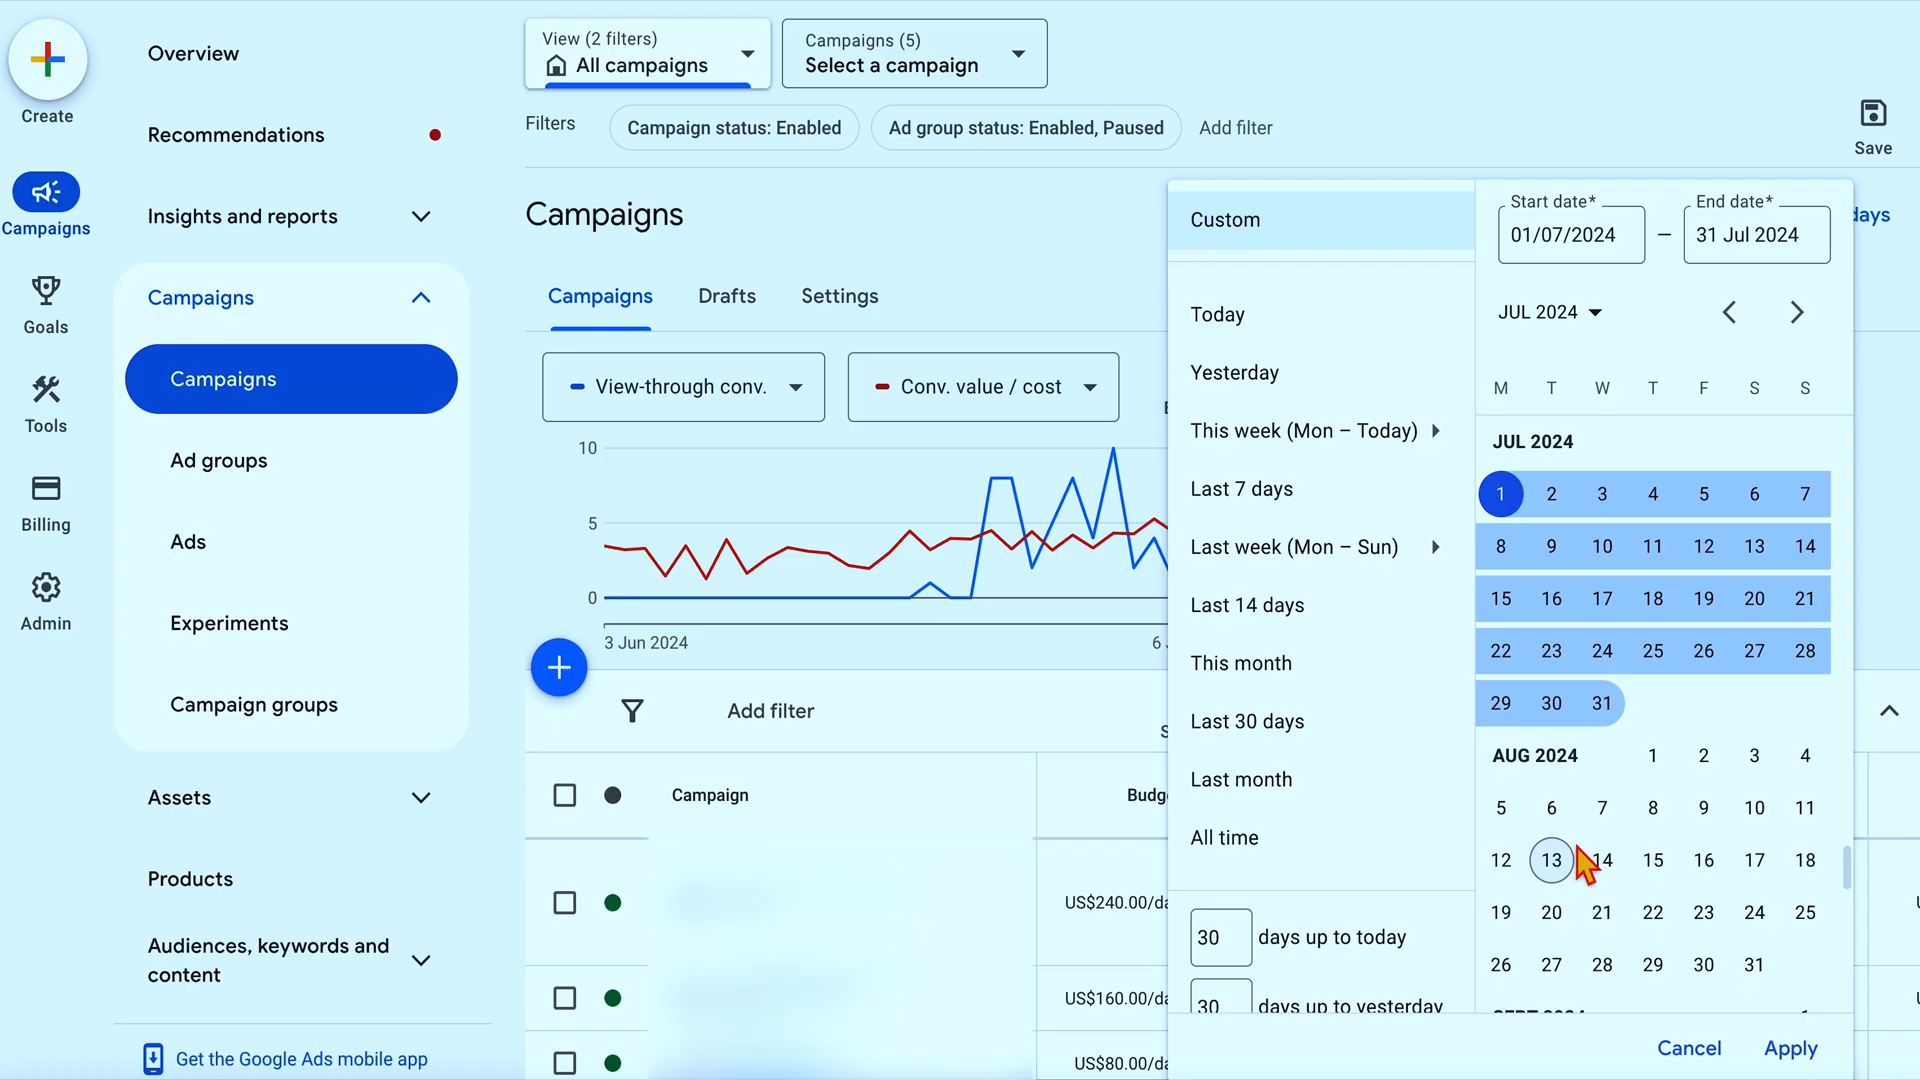 Create
Campaigns
Goals
Tools
Billing
Admin
Overview
Recommendations
Insights and reports
Campaigns
Campaigns
Ad groups
Ads
Experiments
Campaign groups
Assets
Products
Audiences, keywords and
content
Get the Google Ads mobile app
View (2 filters)
All campaigns
Campaigns (5)
Select a campaign
Filters
Campaign status: Enabled
Ad group status: Enabled, Paused
Add filter
Save
Campaigns
Campaigns Drafts Settings
View-through conv.
Conv. value / cost
10
5
0
3 Jun 2024
6
Add filter
Campaign
US$240.00/
US$160.00/
US$80.00/
Custom
Today
Yesterday
This week (Mon – Today)
Last 7 days
Last week (Mon – Sun)
Last 14 days
This month
Last 30 days
Last month
All time
30 days up to today
30 days up to yesterday
Start date*
01/07/2024
–
End date*
31 Jul 2024
days
JUL 2024
M T W T F S S
JUL 2024
1 2 3 4 5 6 7
8 9 10 11 12 13 14
15 16 17 18 19 20 21
22 23 24 25 26 27 28
29 30 31
AUG 2024 1 2 3 4
5 6 7 8 9 10 11
12 13 14 15 16 17 18
19 20 21 22 23 24 25
26 27 28 29 30 31
Cancel Apply